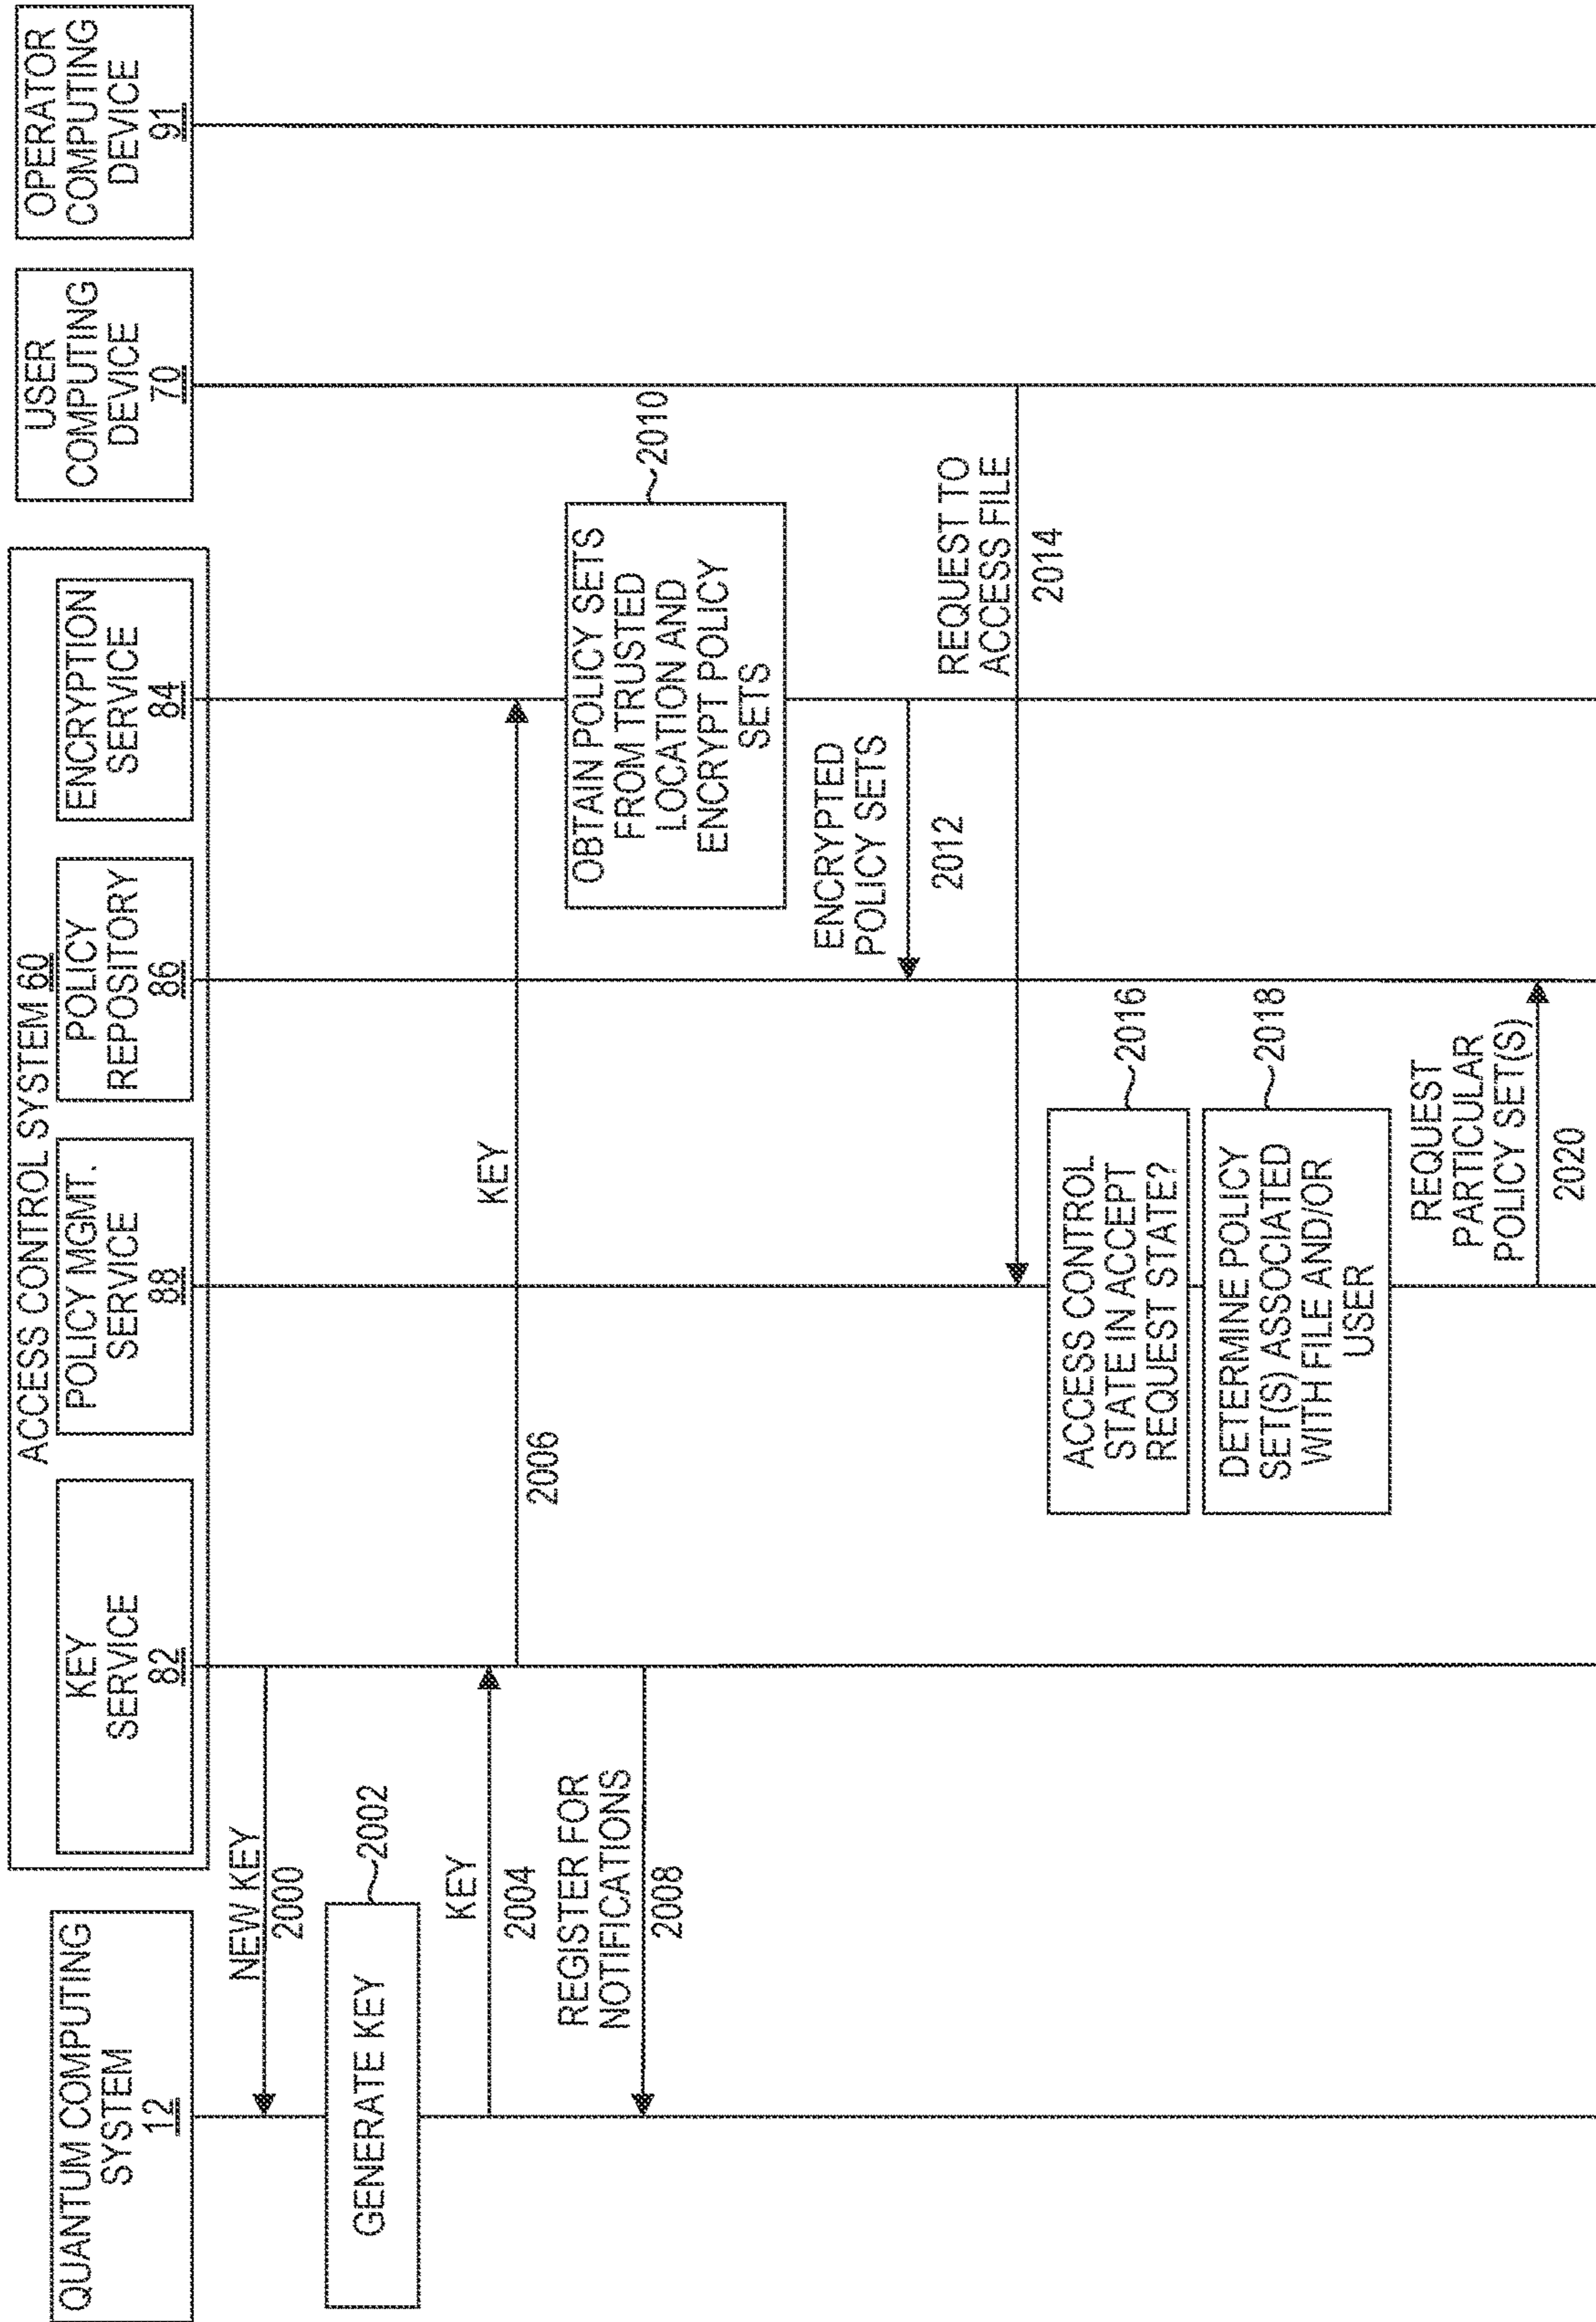 QUANTUM COMPUTING
SYSTEM
12
ACCESS CONTROL SYSTEM 60
KEY
SERVICE
82
POLICY MGMT.
SERVICE
88
POLICY
REPOSITORY
86
ENCRYPTION
SERVICE
84
USER
COMPUTING
DEVICE
70
OPERATOR
COMPUTING
DEVICE
91
NEW KEY
2000
GENERATE KEY
2002
KEY
2004
KEY
2006
REGISTER FOR
NOTIFICATIONS
2008
OBTAIN POLICY SETS
FROM TRUSTED
LOCATION AND
ENCRYPT POLICY
SETS
2010
ENCRYPTED
POLICY SETS
2012
REQUEST TO
ACCESS FILE
2014
ACCESS CONTROL
STATE IN ACCEPT
REQUEST STATE?
2016
DETERMINE POLICY
SET(S) ASSOCIATED
WITH FILE AND/OR
USER
2018
REQUEST
PARTICULAR
POLICY SET(S)
2020